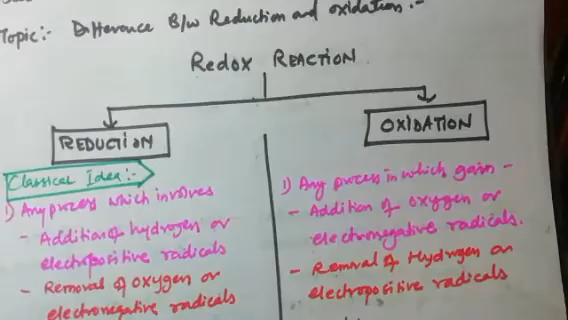 Topic:- Difference B/w Reduction and oxidation.-
Redox REACTION
REDUCTION
OXIDATION
Classical Idea:-
1) Any process which involves
- Addition of hydrogen or
electropositive radicals
- Removal of oxygen or
electronegative radicals
1) Any process in which gain -
- Addition of oxygen or
electronegative radicals.
- Removal of Hydrogen or
electropositive radicals